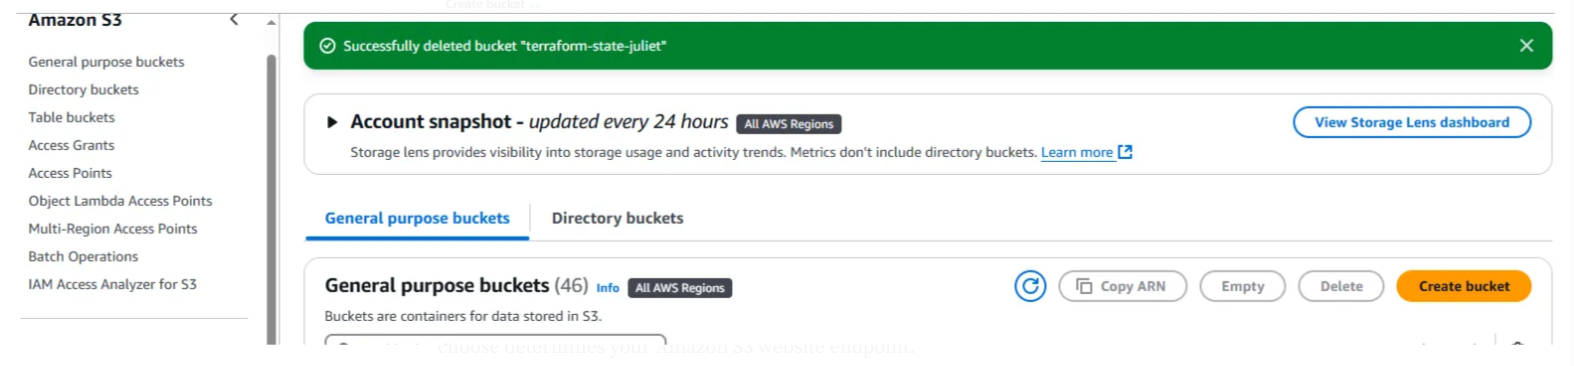 Create bucket
Amazon S3
General purpose buckets
Directory buckets
Table buckets
Access Grants
Access Points
Object Lambda Access Points
Multi-Region Access Points
Batch Operations
IAM Access Analyzer for S3
Successfully deleted bucket "terraform-state-juliet"
Account snapshot - updated every 24 hours All AWS Regions
View Storage Lens dashboard
Storage lens provides visibility into storage usage and activity trends. Metrics don't include directory buckets. Learn more
General purpose buckets Directory buckets
General purpose buckets (46) Info All AWS Regions
Copy ARN Empty Delete Create bucket
Buckets are containers for data stored in S3.
choose determines your Amazon S3 website endpoint.